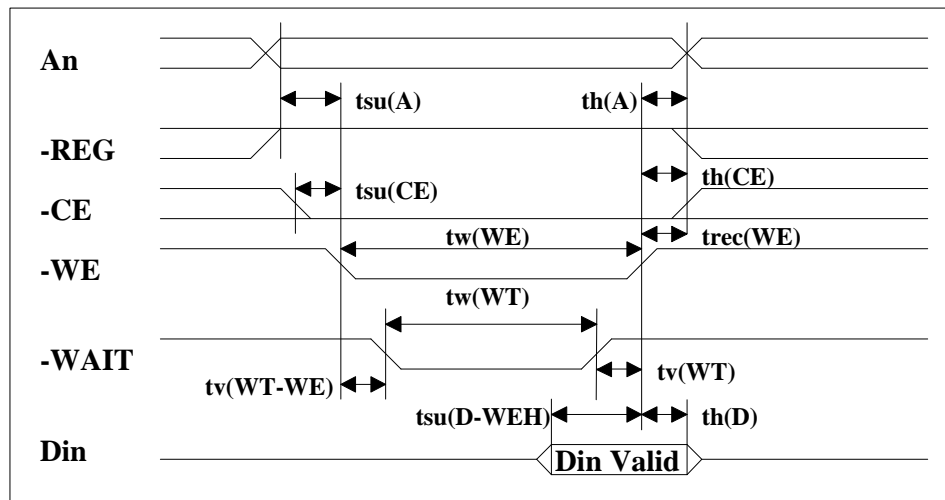 An
tsu(A)
th(A)
-REG
tsu(CE)
th(CE)
-CE
tw(WE)
trec(WE)
-WE
tw(WT)
-WAIT
tv(WT-WE)
tv(WT)
tsu(D-WEH)
th(D)
Din
Din Valid